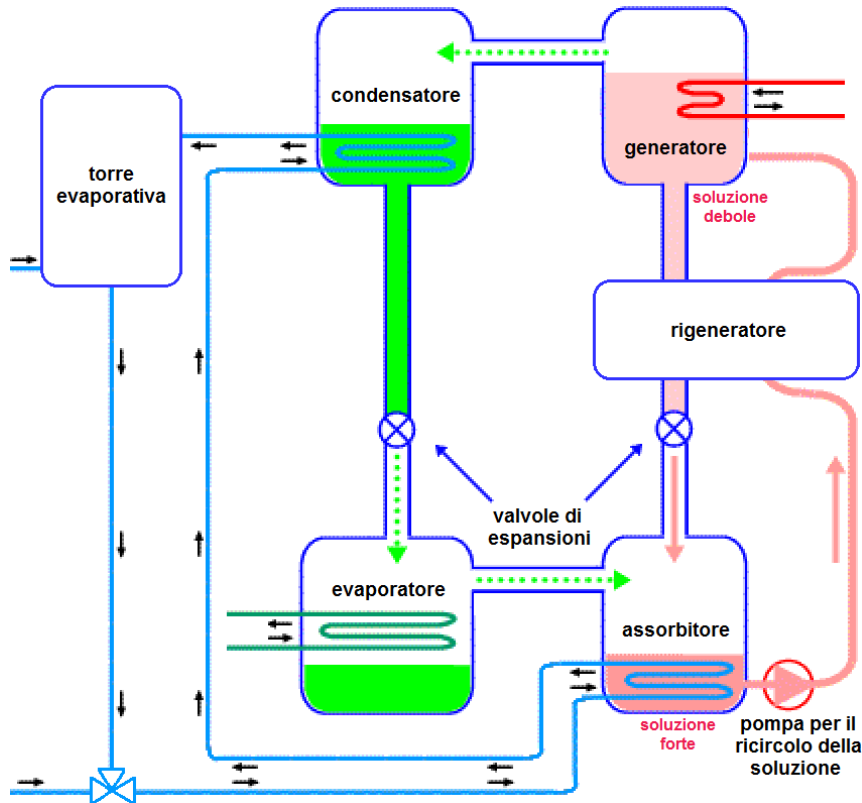 condensatore
generatore
torre
evaporativa
soluzione
debole
rigeneratore
valvole di
espansioni
evaporatore
assorbitore
soluzione
forte
pompa per il
ricircolo della
soluzione